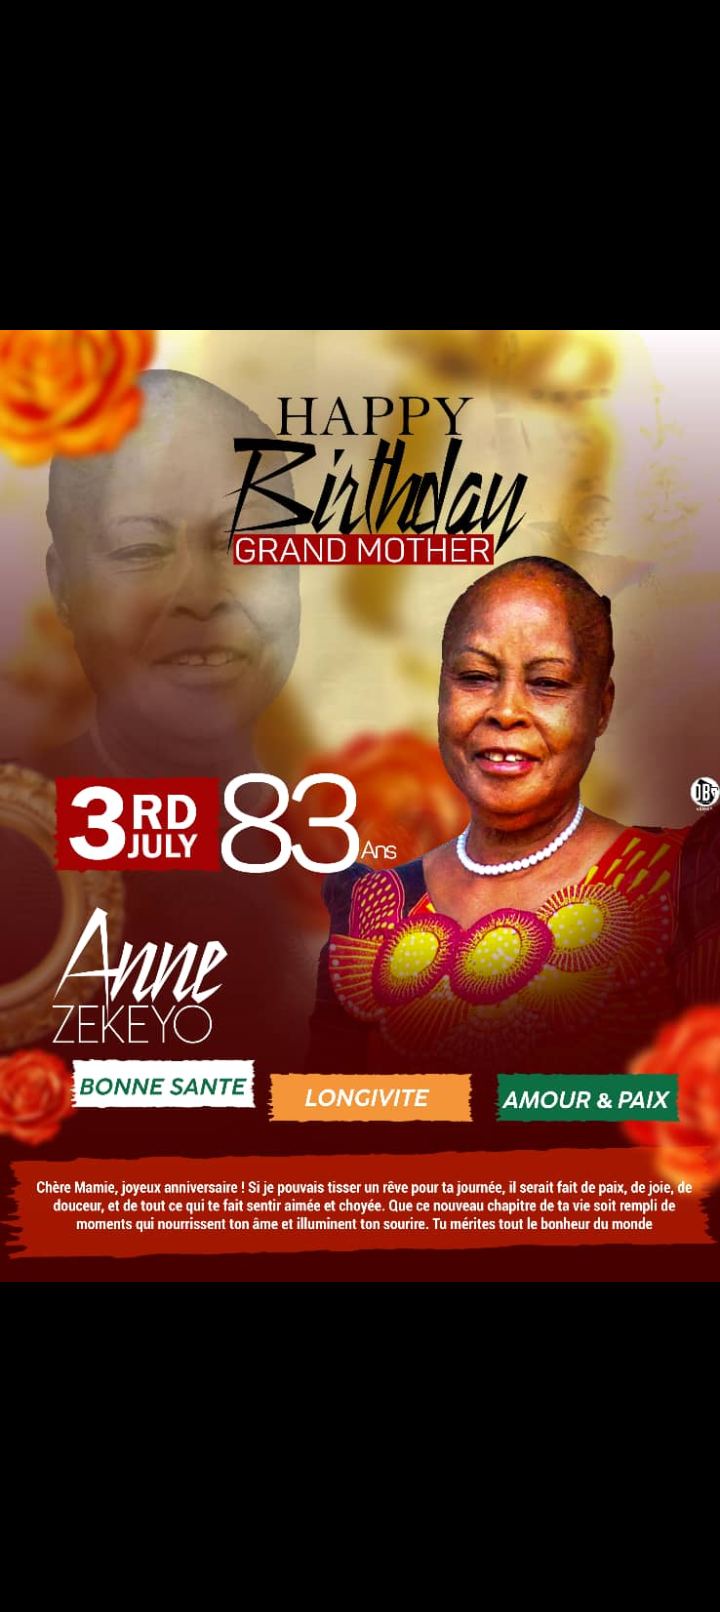 HAPPY
Birthday
GRAND MOTHER
3RD
JULY
83 Ans
Anne
ZEKEYO
BONNE SANTE
LONGIVITE
AMOUR & PAIX
Chère Mamie, joyeux anniversaire ! Si je pouvais tisser un rêve pour ta journée, il serait fait de paix, de joie, de
douceur, et de tout ce qui te fait sentir aimée et choyée. Que ce nouveau chapitre de ta vie soit rempli de
moments qui nourrissent ton âme et illuminent ton sourire. Tu mérites tout le bonheur du monde